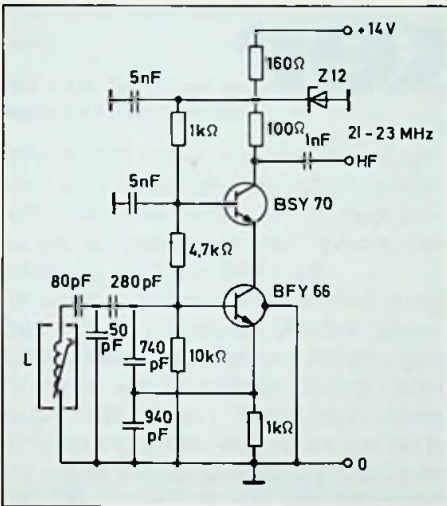 +14V
160Ω
5nF
Z12
1kΩ
100Ω
1nF
21-23 MHz
HF
5nF
BSY 70
4,7kΩ
80pF
280pF
BFY 66
L
50
pF
740
pF
10kΩ
940
pF
1kΩ
0